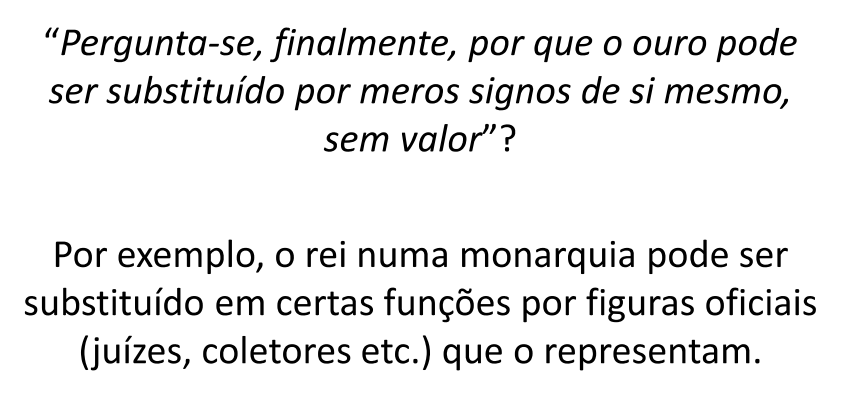 “Pergunta-se, finalmente, por que o ouro pode
ser substituído por meros signos de si mesmo,
sem valor”?
Por exemplo, o rei numa monarquia pode ser
substituído em certas funções por figuras oficiais
(juízes, coletores etc.) que o representam.